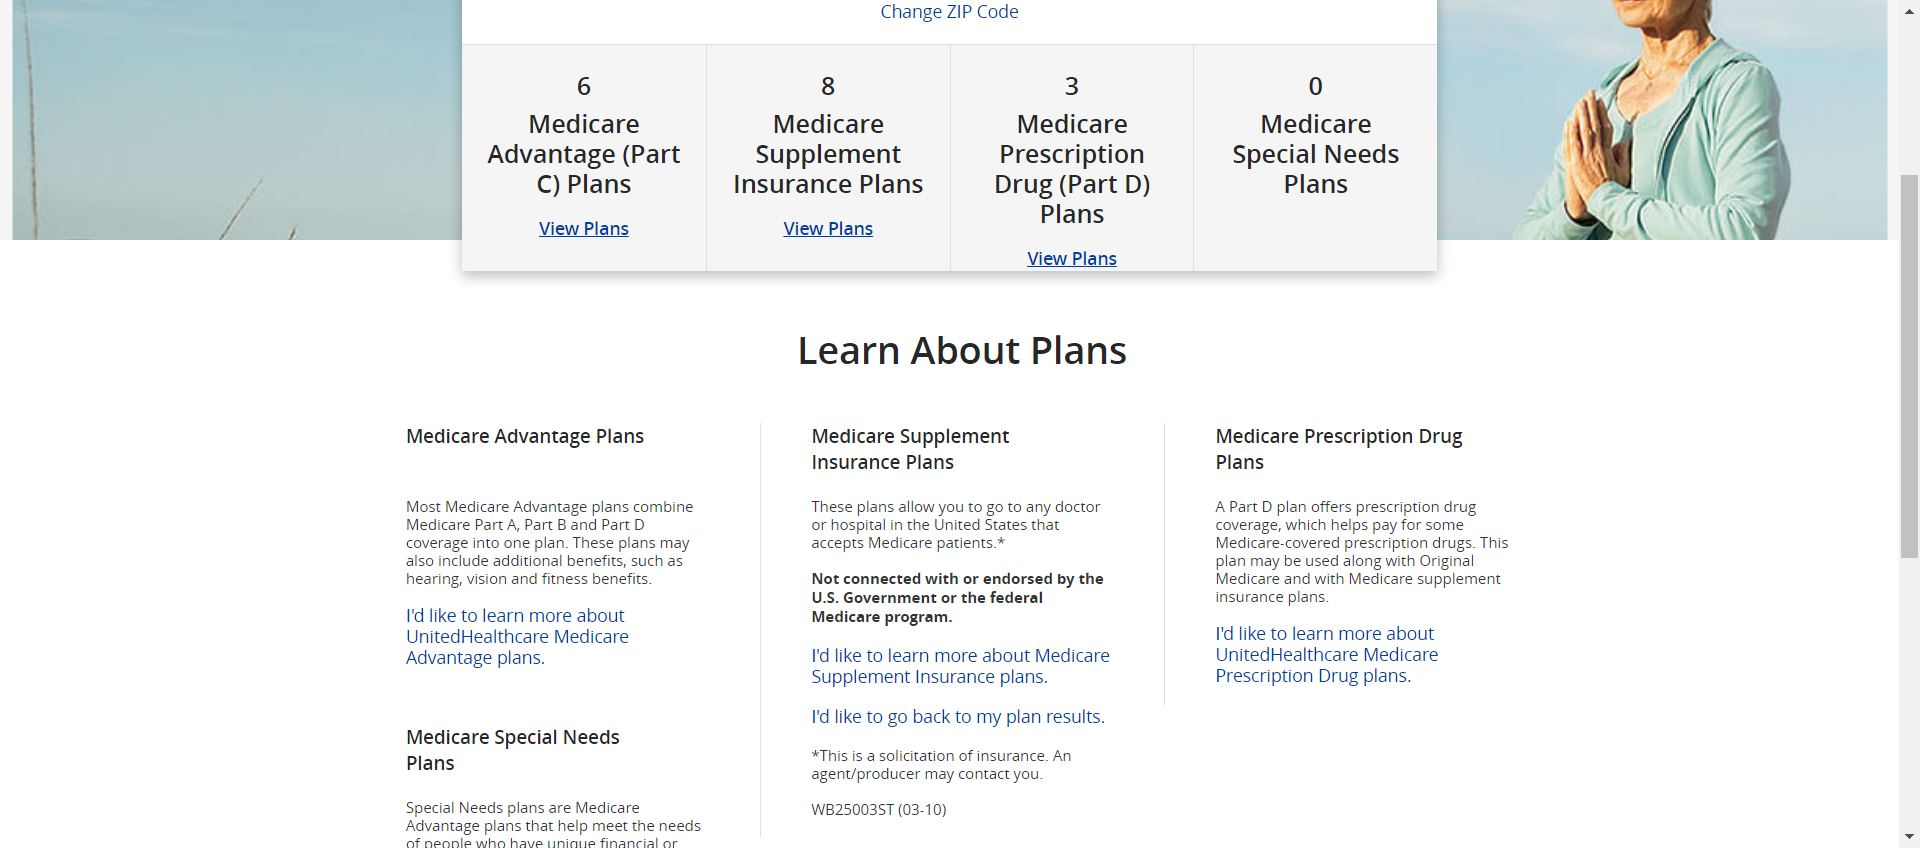 Change ZIP Code
6
Medicare
Advantage (Part
C) Plans
View Plans
8
Medicare
Supplement
Insurance Plans
View Plans
3
Medicare
Prescription
Drug (Part D)
Plans
View Plans
0
Medicare
Special Needs
Plans
Learn About Plans
Medicare Advantage Plans
Most Medicare Advantage plans combine
Medicare Part A, Part B and Part D
coverage into one plan. These plans may
also include additional benefits, such as
hearing, vision and fitness benefits.
I'd like to learn more about
UnitedHealthcare Medicare
Advantage plans.
Medicare Special Needs
Plans
Special Needs plans are Medicare
Advantage plans that help meet the needs
of people who have unique financial or
Medicare Supplement
Insurance Plans
These plans allow you to go to any doctor
or hospital in the United States that
accepts Medicare patients.*
Not connected with or endorsed by the
U.S. Government or the federal
Medicare program.
I'd like to learn more about Medicare
Supplement Insurance plans.
I'd like to go back to my plan results.
*This is a solicitation of insurance. An
agent/producer may contact you.
WB25003ST (03-10)
Medicare Prescription Drug
Plans
A Part D plan offers prescription drug
coverage, which helps pay for some
Medicare-covered prescription drugs. This
plan may be used along with Original
Medicare and with Medicare supplement
insurance plans.
I'd like to learn more about
UnitedHealthcare Medicare
Prescription Drug plans.